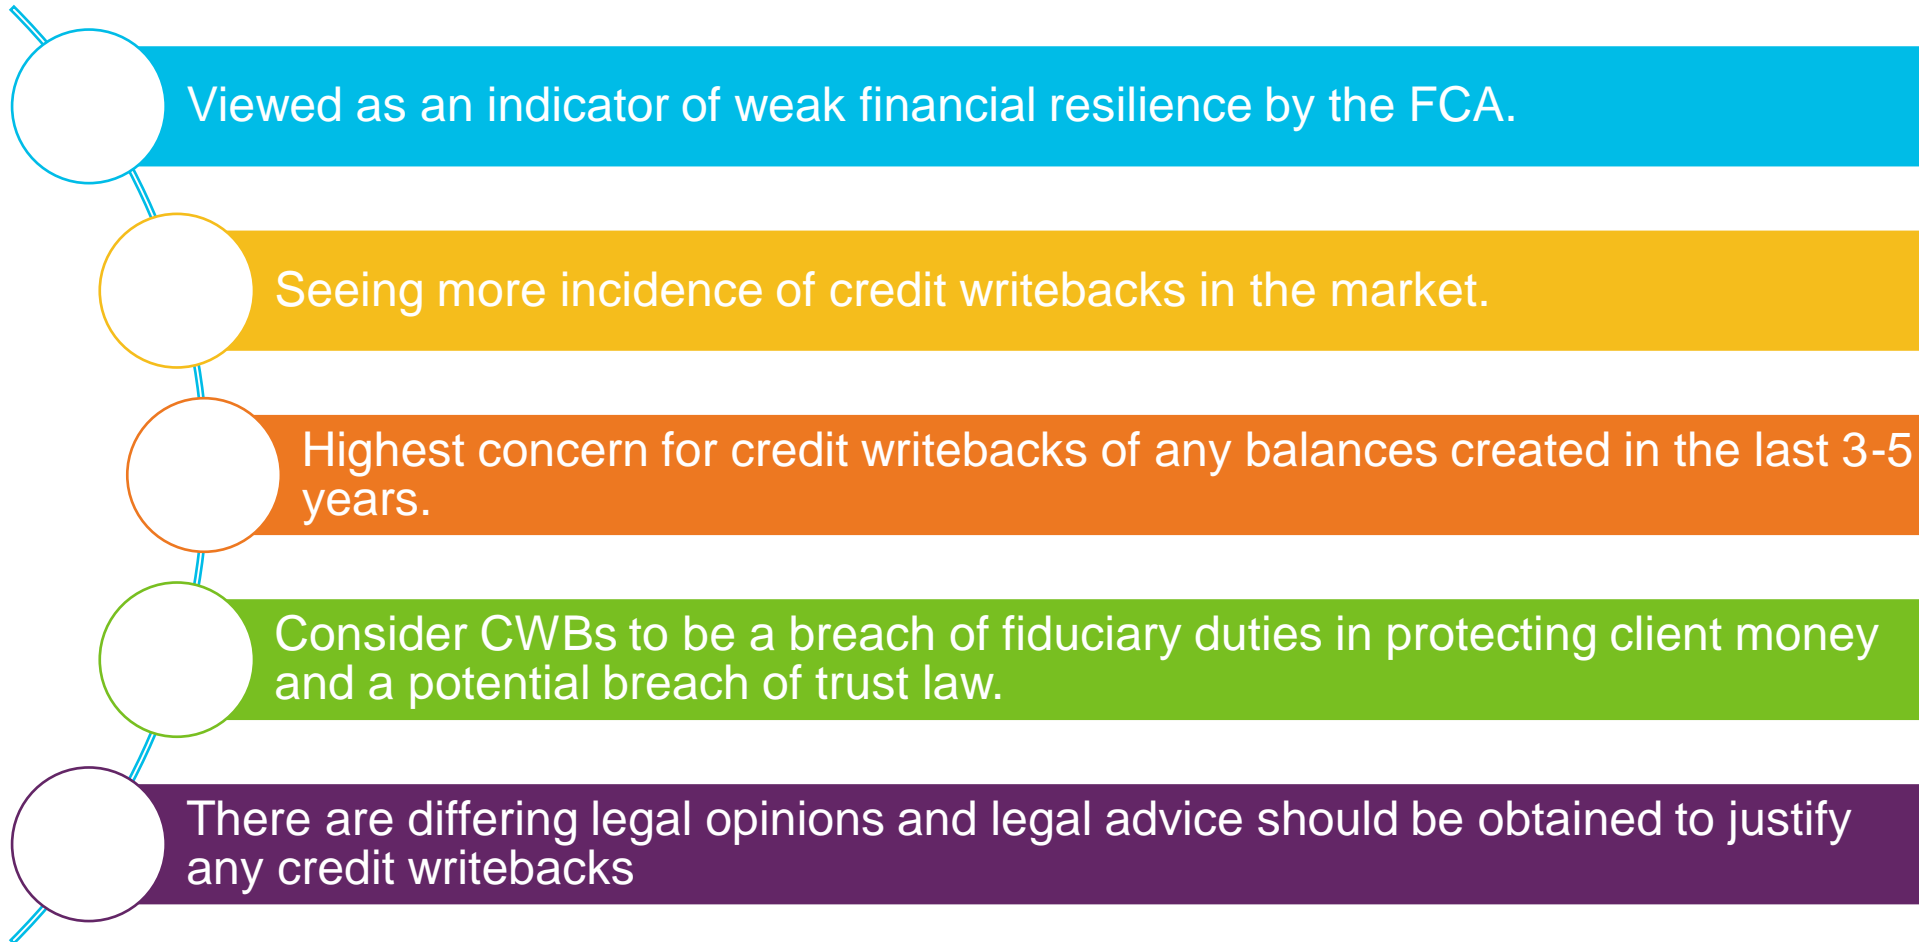 Viewed as an indicator of weak financial resilience by the FCA.
Seeing more incidence of credit writebacks in the market.
Highest concern for credit writebacks of any balances created in the last 3-5
years.
Consider CWBs to be a breach of fiduciary duties in protecting client money
and a potential breach of trust law.
There are differing legal opinions and legal advice should be obtained to justify
any credit writebacks